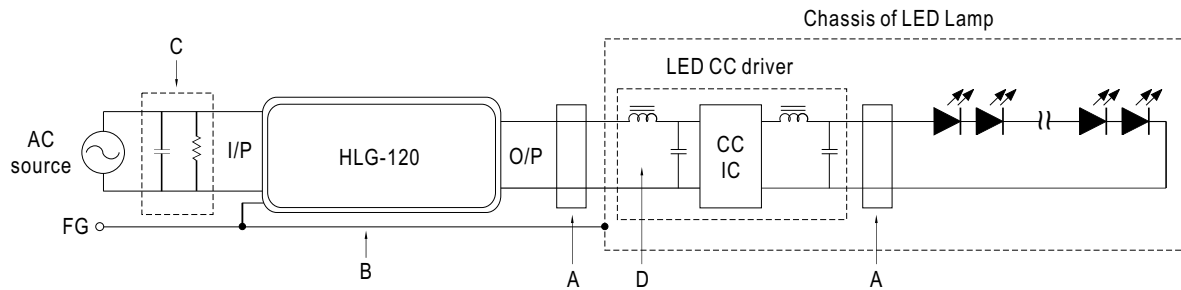 Chassis of LED Lamp
C
LED CC driver
AC
source
I/P
HLG-120
O/P
CC
IC
FG
B
A
D
A